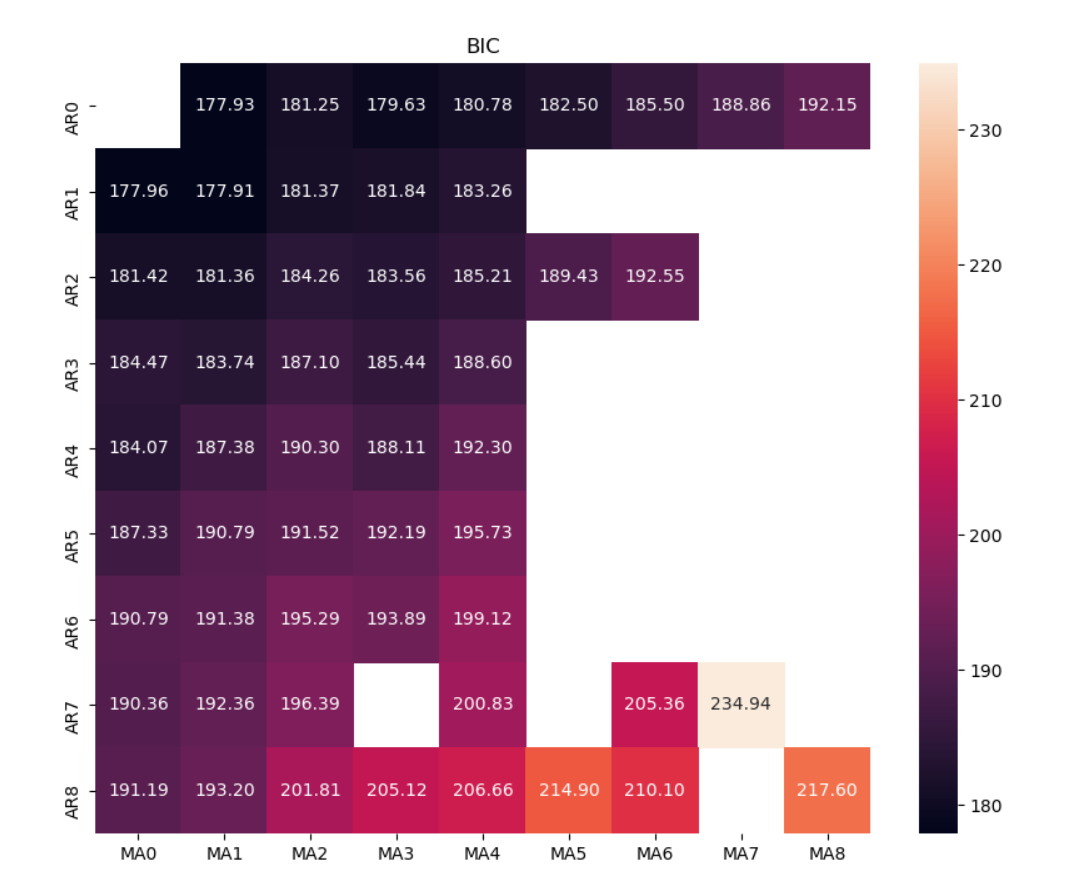 BIC
AR0 177.93 181.25 179.63 180.78 182.50 185.50 188.86 192.15
AR1 177.96 177.91 181.37 181.84 183.26
AR2 181.42 181.36 184.26 183.56 185.21 189.43 192.55
AR3 184.47 183.74 187.10 185.44 188.60
AR4 184.07 187.38 190.30 188.11 192.30
AR5 187.33 190.79 191.52 192.19 195.73
AR6 190.79 191.38 195.29 193.89 199.12
AR7 190.36 192.36 196.39 200.83 205.36 234.94
AR8 191.19 193.20 201.81 205.12 206.66 214.90 210.10 217.60
MA0 MA1 MA2 MA3 MA4 MA5 MA6 MA7 MA8
230
220
210
200
190
180